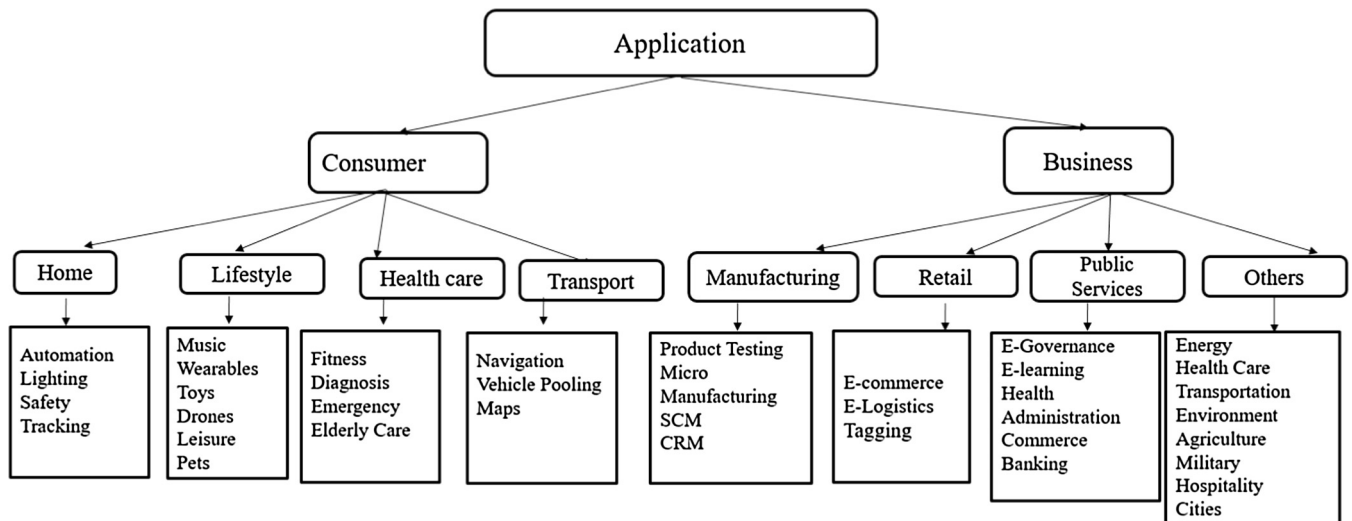 Application
Consumer
Business
Home
Lifestyle
Health care
Transport
Manufacturing
Retail
Public
Services
Others
Automation
Lighting
Safety
Tracking
Music
Wearables
Toys
Drones
Leisure
Pets
Fitness
Diagnosis
Emergency
Elderly Care
Navigation
Vehicle Pooling
Maps
Product Testing
Micro
Manufacturing
SCM
CRM
E-commerce
E-Logistics
Tagging
E-Governance
E-learning
Health
Administration
Commerce
Banking
Energy
Health Care
Transportation
Environment
Agriculture
Military
Hospitality
Cities